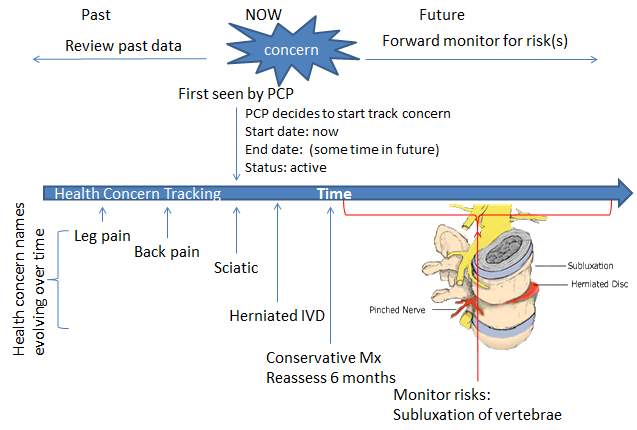 Past
NOW
Future
Review past data
concern
Forward monitor for risk(s)
First seen by PCP
PCP decides to start track concern
Start date: now
End date:  (some time in future)
Status: active
Health Concern Tracking
Time
Health concern names
evolving over time
Leg pain
Back pain
Sciatic
Herniated IVD
Conservative Mx
Reassess 6 months
Subluxation
Herniated Disc
Pinched Nerve
Monitor risks:
Subluxation of vertebrae